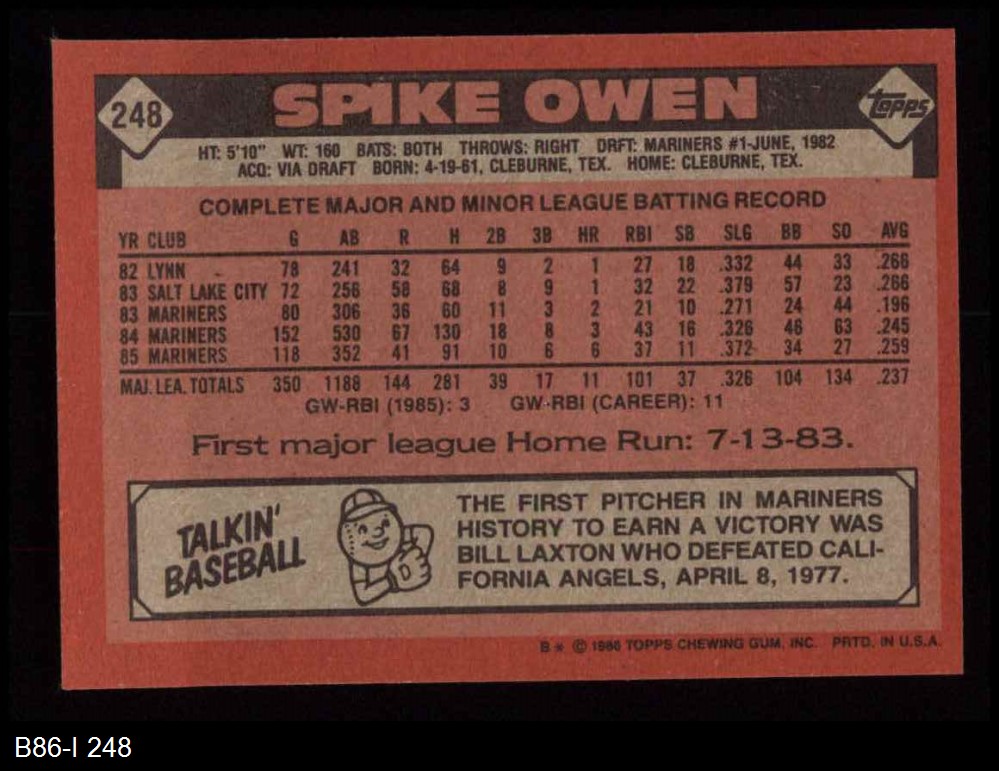 248
SPIKE OWEN
topps
HT: 5'10" WT: 160 BATS: BOTH THROWS: RIGHT DRFT: MARINERS #1-JUNE, 1982
ACQ: VIA DRAFT BORN: 4-19-61, CLEBURNE, TEX. HOME: CLEBURNE, TEX.
COMPLETE MAJOR AND MINOR LEAGUE BATTING RECORD
YR CLUB G AB R H 2B 3B HR RBI SB SLG BB SO AVG
82 LYNN 78 241 32 64 9 2 1 27 18 .332 44 33 .266
83 SALT LAKE CITY 72 256 58 68 8 9 1 32 22 .379 57 23 .266
83 MARINERS 80 306 36 60 11 3 2 21 10 .271 24 44 .196
84 MARINERS 152 530 67 130 18 8 3 43 16 .326 46 63 .245
85 MARINERS 118 352 41 91 10 6 6 37 11 .372 34 27 .259
MAJ. LEA. TOTALS 350 1188 144 281 39 17 11 101 37 .326 104 134 .237
GW-RBI (1985): 3 GW-RBI (CAREER): 11
First major league Home Run: 7-13-83.
TALKIN'
BASEBALL
THE FIRST PITCHER IN MARINERS
HISTORY TO EARN A VICTORY WAS
BILL LAXTON WHO DEFEATED CALI-
FORNIA ANGELS, APRIL 8, 1977.
B* © 1986 TOPPS CHEWING GUM, INC. PRTD. IN U.S.A.
B86-I 248